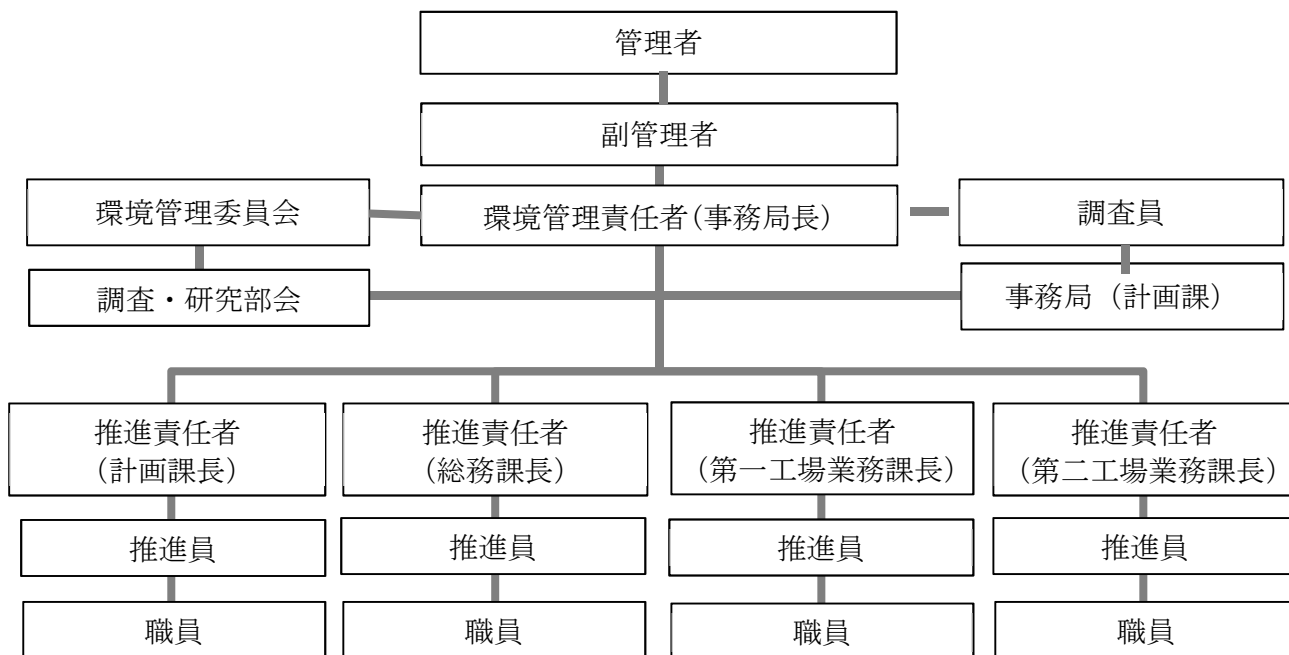 管理者
副管理者
環境管理委員会
環境管理責任者(事務局長)
調査員
調査・研究部会
事務局（計画課）
推進責任者
(計画課長)
推進責任者
(総務課長)
推進責任者
(第一工場業務課長)
推進責任者
(第二工場業務課長)
推進員
推進員
推進員
推進員
職員
職員
職員
職員